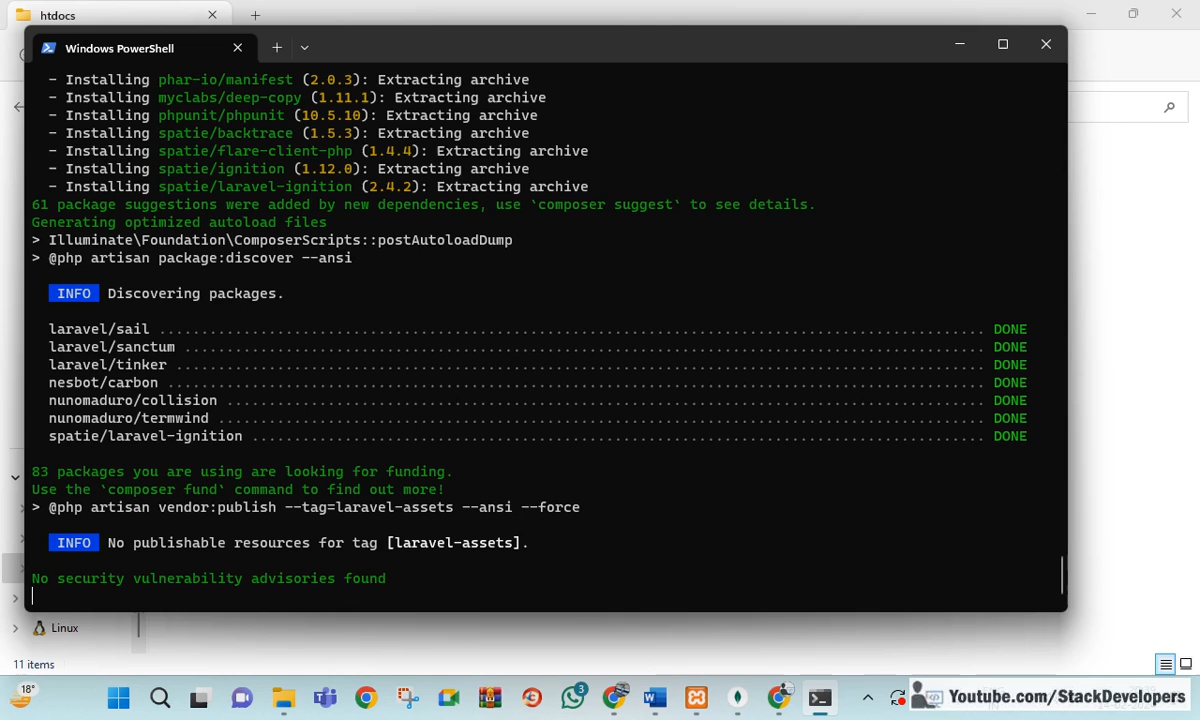 htdocs
Windows PowerShell
- Installing phar-io/manifest (2.0.3): Extracting archive
- Installing myclabs/deep-copy (1.11.1): Extracting archive
- Installing phpunit/phpunit (10.5.10): Extracting archive
- Installing spatie/backtrace (1.5.3): Extracting archive
- Installing spatie/flare-client-php (1.4.4): Extracting archive
- Installing spatie/ignition (1.12.0): Extracting archive
- Installing spatie/laravel-ignition (2.4.2): Extracting archive
61 package suggestions were added by new dependencies, use `composer suggest` to see details.
Generating optimized autoload files
> Illuminate\Foundation\ComposerScripts::postAutoloadDump
> @php artisan package:discover --ansi
INFO Discovering packages.
laravel/sail ........ DONE
laravel/sanctum ........ DONE
laravel/tinker ........ DONE
nesbot/carbon ........ DONE
nunomaduro/collision ........ DONE
nunomaduro/termwind ........ DONE
spatie/laravel-ignition ........ DONE
83 packages you are using are looking for funding.
Use the `composer fund` command to find out more!
> @php artisan vendor:publish --tag=laravel-assets --ansi --force
INFO No publishable resources for tag [laravel-assets].
No security vulnerability advisories found
Linux
11 items
18°
3
Youtube.com/StackDevelopers